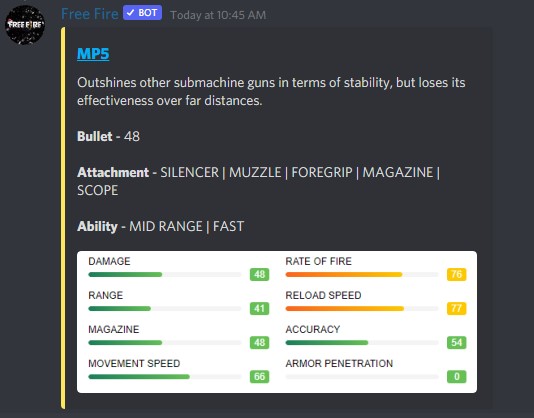 FREE FIRE
Free Fire ✓ BOT Today at 10:45 AM
MP5
Outshines other submachine guns in terms of stability, but loses its
effectiveness over far distances.
Bullet - 48
Attachment - SILENCER | MUZZLE | FOREGRIP | MAGAZINE |
SCOPE
Ability - MID RANGE | FAST
DAMAGE 48
RATE OF FIRE 76
RANGE 41
RELOAD SPEED 77
MAGAZINE 48
ACCURACY 54
MOVEMENT SPEED 66
ARMOR PENETRATION 0